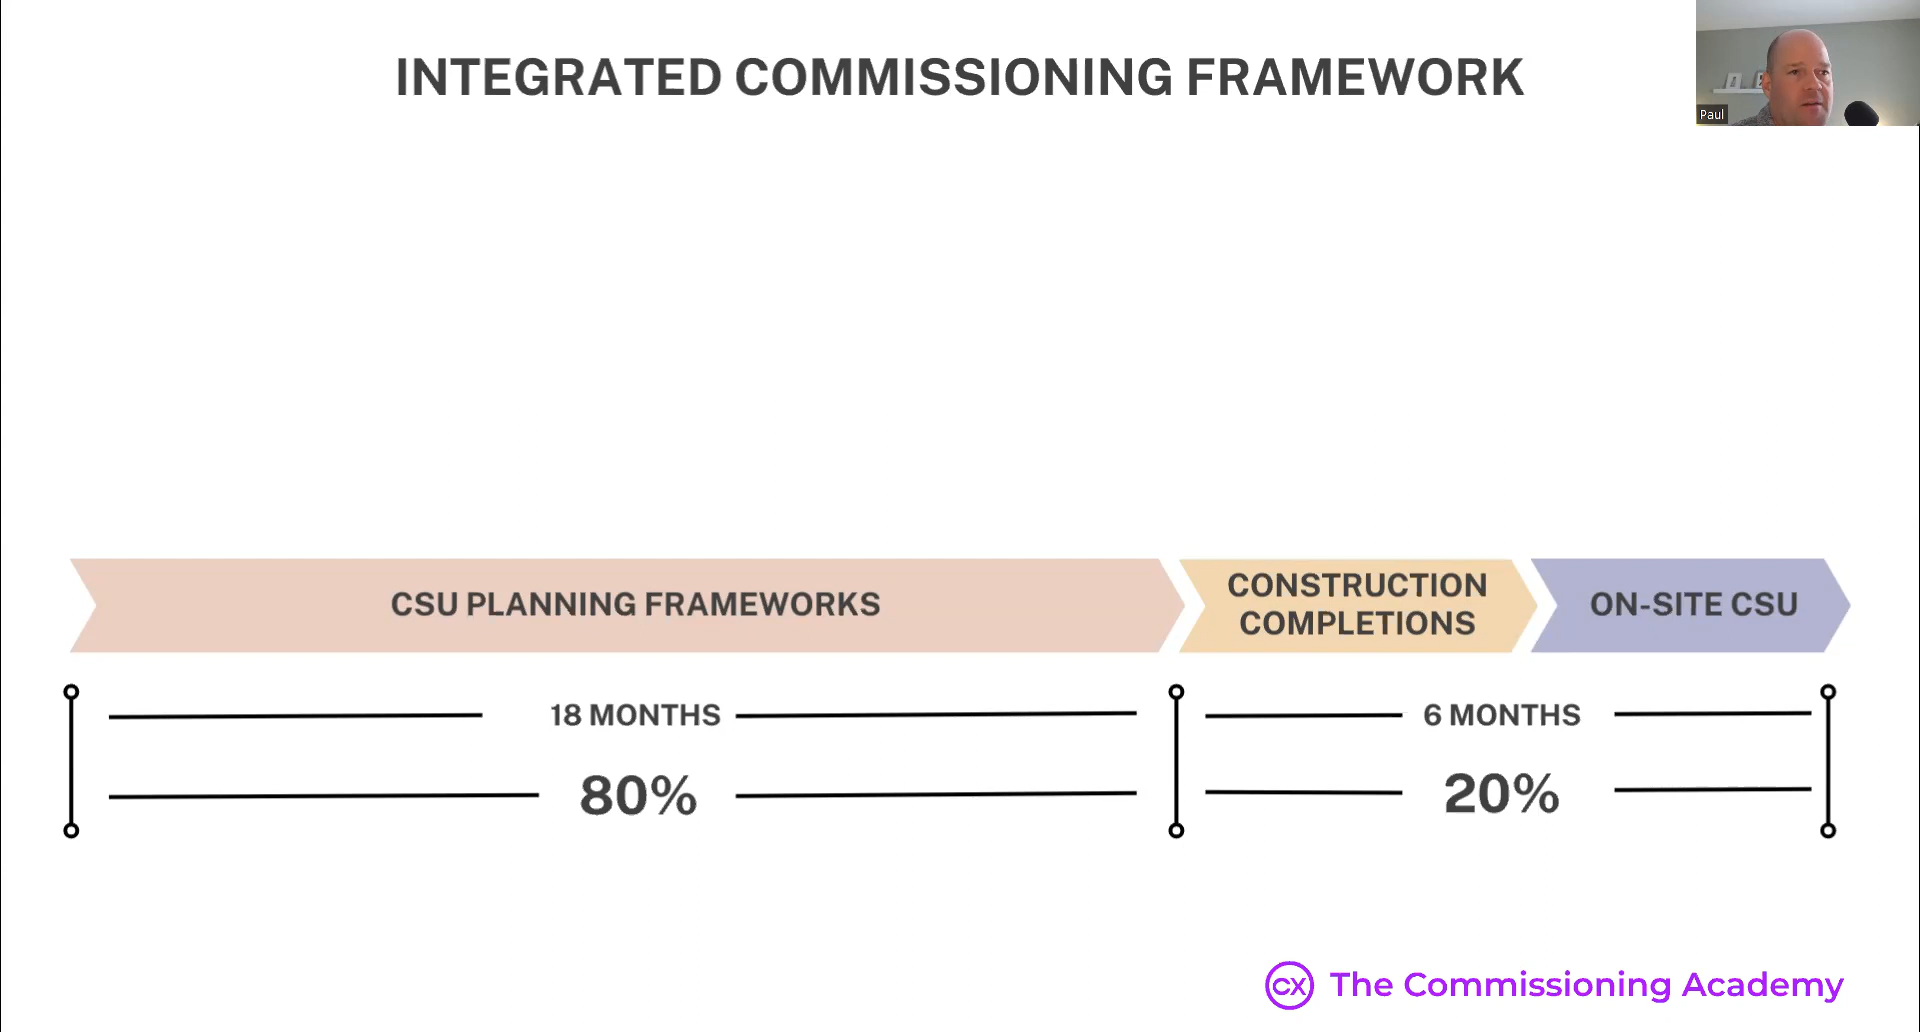 INTEGRATED COMMISSIONING FRAMEWORK
Paul
CSU PLANNING FRAMEWORKS
CONSTRUCTION
COMPLETIONS
ON-SITE CSU
18 MONTHS
6 MONTHS
80%
20%
CX The Commissioning Academy